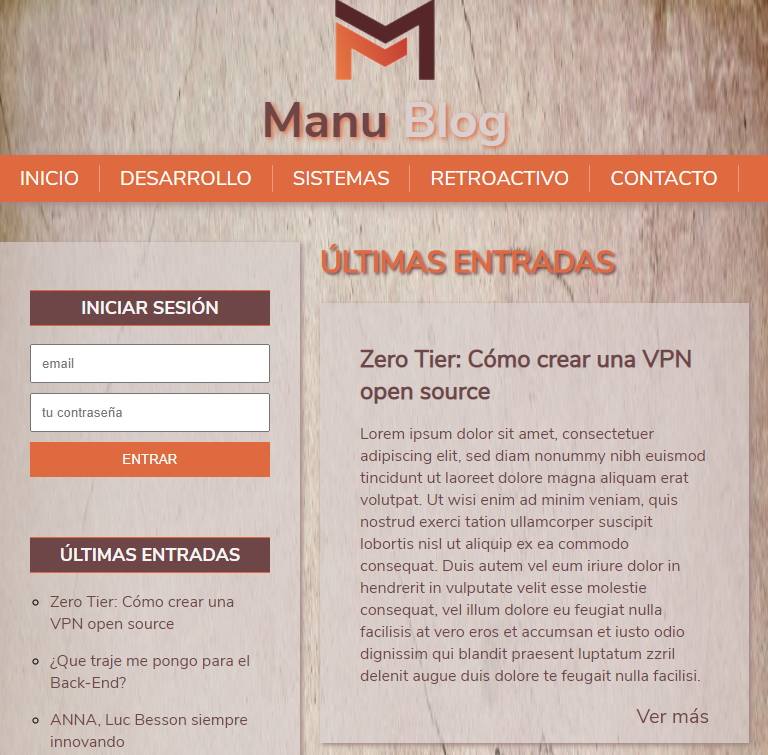 Manu Blog
INICIO DESARROLLO SISTEMAS RETROACTIVO CONTACTO
INICIAR SESIÓN
email
tu contraseña
ENTRAR
ÚLTIMAS ENTRADAS
Zero Tier: Cómo crear una
VPN open source
¿Que traje me pongo para el
Back-End?
ANNA, Luc Besson siempre
innovando
ÚLTIMAS ENTRADAS
Zero Tier: Cómo crear una VPN
open source
Lorem ipsum dolor sit amet, consectetuer
adipiscing elit, sed diam nonummy nibh euismod
tincidunt ut laoreet dolore magna aliquam erat
volutpat. Ut wisi enim ad minim veniam, quis
nostrud exerci tation ullamcorper suscipit
lobortis nisl ut aliquip ex ea commodo
consequat. Duis autem vel eum iriure dolor in
hendrerit in vulputate velit esse molestie
consequat, vel illum dolore eu feugiat nulla
facilisis at vero eros et accumsan et iusto odio
dignissim qui blandit praesent luptatum zzril
delenit augue duis dolore te feugait nulla facilisi.
Ver más